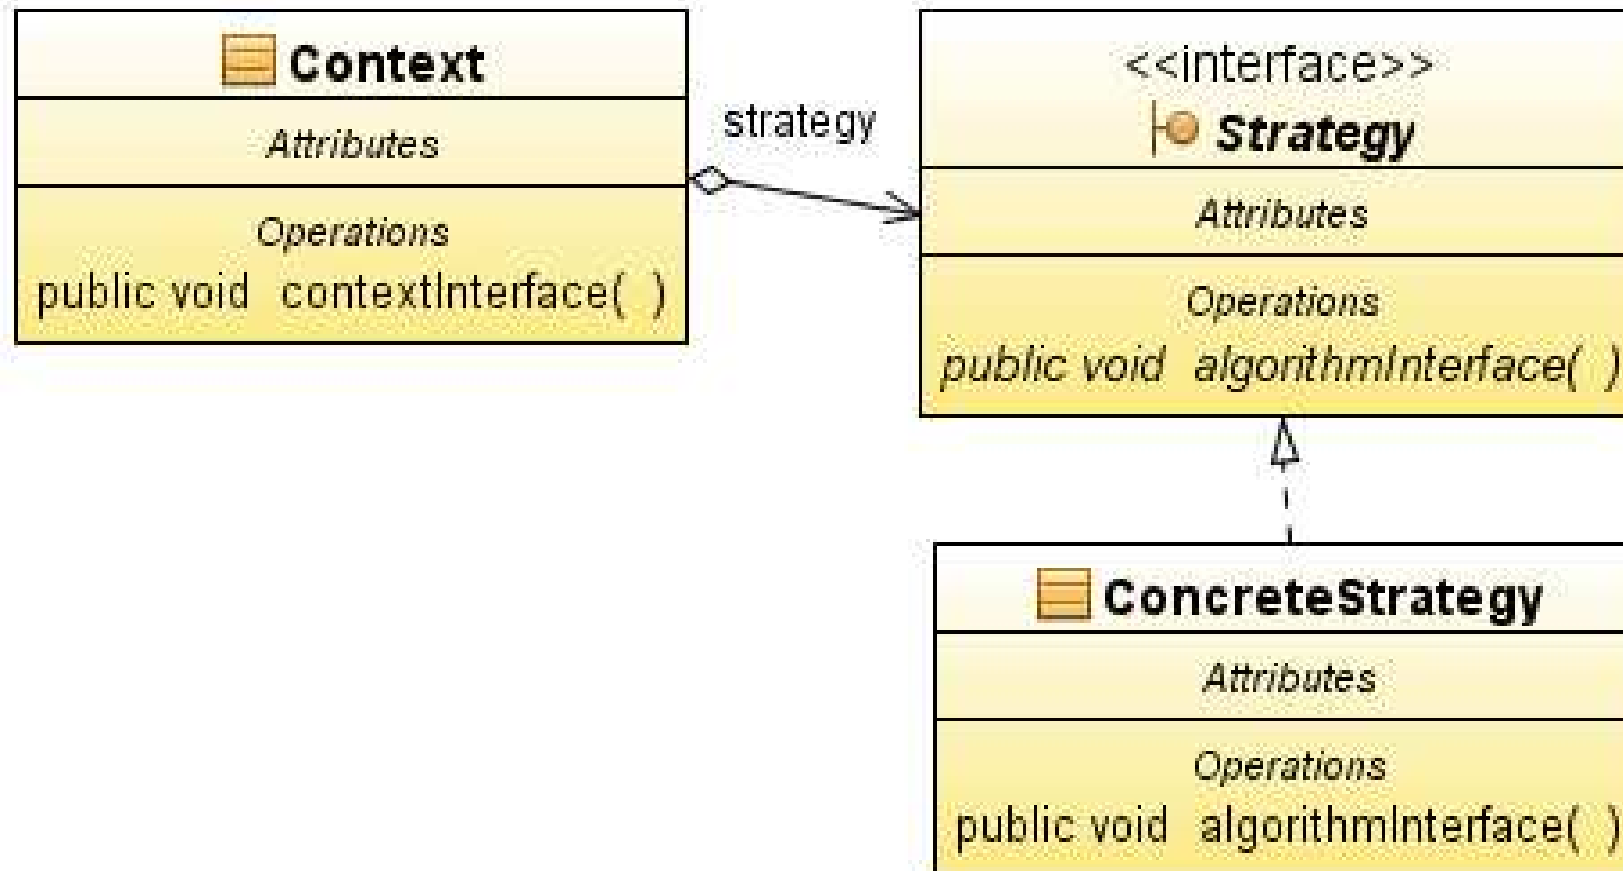 Context
Attributes
Operations
public void contextInterface( )
strategy
<<interface>>
Strategy
Attributes
Operations
public void algorithmInterface( )
ConcreteStrategy
Attributes
Operations
public void algorithmInterface( )